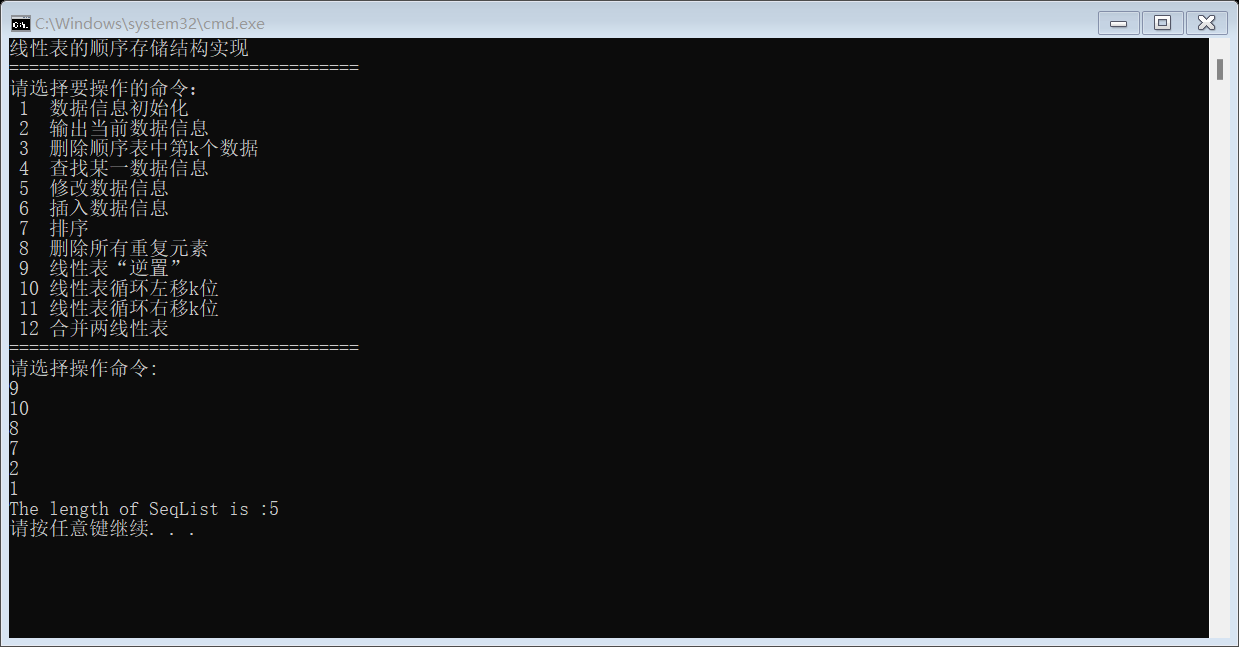 C:\Windows\system32\cmd.exe
线性表的顺序存储结构实现
===================================
请选择要操作的命令:
1 数据信息初始化
2 输出当前数据信息
3 删除顺序表中第k个数据
4 查找某一数据信息
5 修改数据信息
6 插入数据信息
7 排序
8 删除所有重复元素
9 线性表“逆置”
10 线性表循环左移k位
11 线性表循环右移k位
12 合并两线性表
===================================
请选择操作命令:
9
10
8
7
2
1
The length of SeqList is :5
请按任意键继续. . .